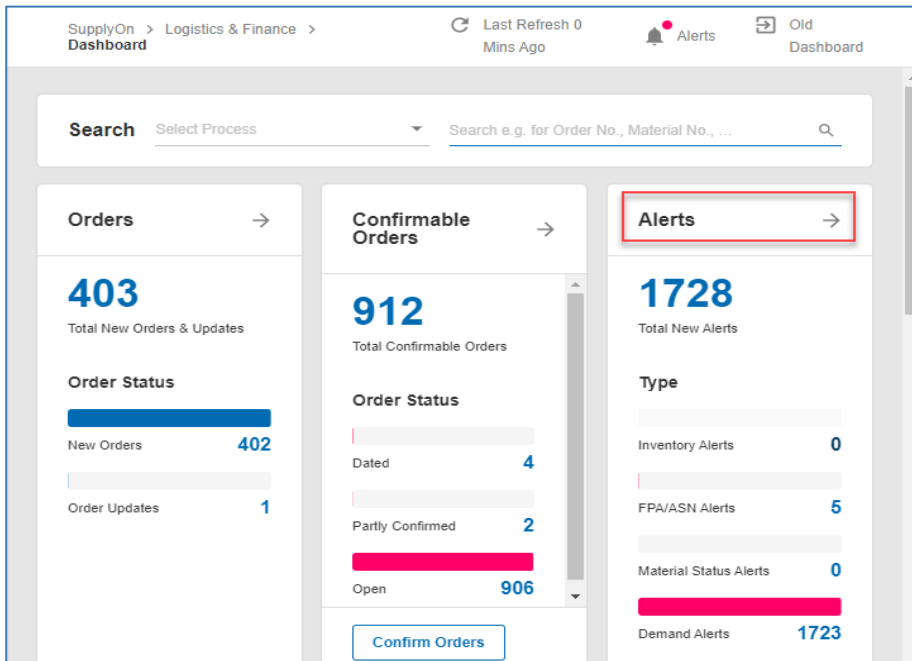 SupplyOn > Logistics & Finance >
Dashboard
Last Refresh 0
Mins Ago
Alerts
Old
Dashboard
Search
Select Process
Search e.g. for Order No., Material No., ...
Orders
403
Total New Orders & Updates
Order Status
New Orders 402
Order Updates 1
Confirmable
Orders
912
Total Confirmable Orders
Order Status
Dated 4
Partly Confirmed 2
Open 906
Confirm Orders
Alerts
1728
Total New Alerts
Type
Inventory Alerts 0
FPA/ASN Alerts 5
Material Status Alerts 0
Demand Alerts 1723